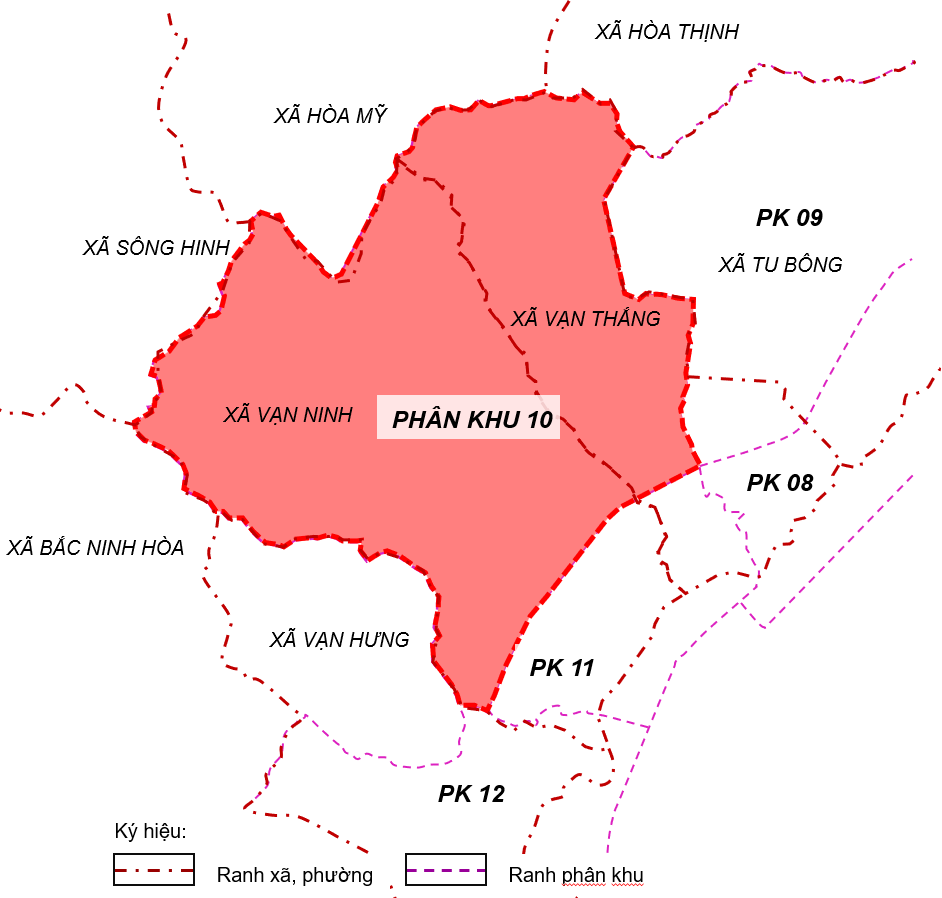 XÃ HÒA THỊNH
XÃ HÒA MỸ
PK 09
XÃ SÔNG HINH
XÃ TU BÔNG
XÃ VẠN THẮNG
XÃ VẠN NINH
PHÂN KHU 10
PK 08
XÃ BẮC NINH HÒA
XÃ VẠN HƯNG
PK 11
PK 12
Ký hiệu:
Ranh xã, phường
Ranh phân khu